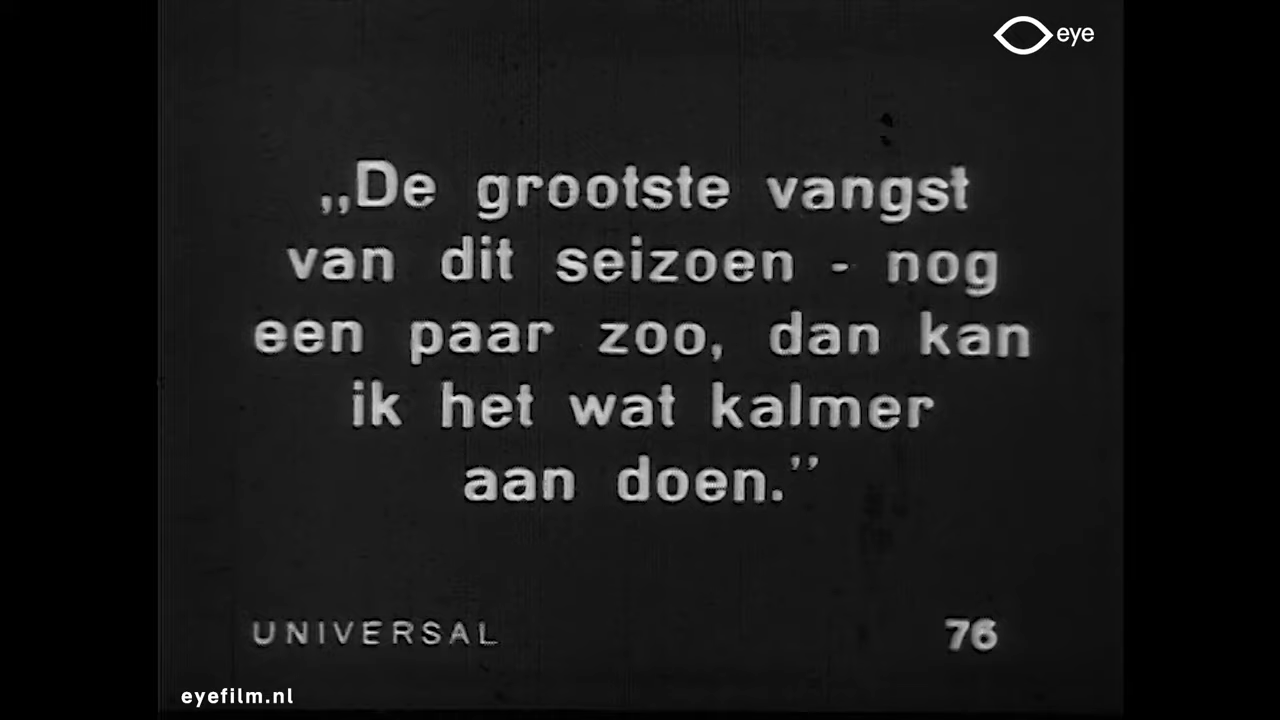 eye
„De grootste vangst
van dit seizoen - nog
een paar zoo, dan kan
ik het wat kalmer
aan doen.”
UNIVERSAL 76
eyefilm.nl